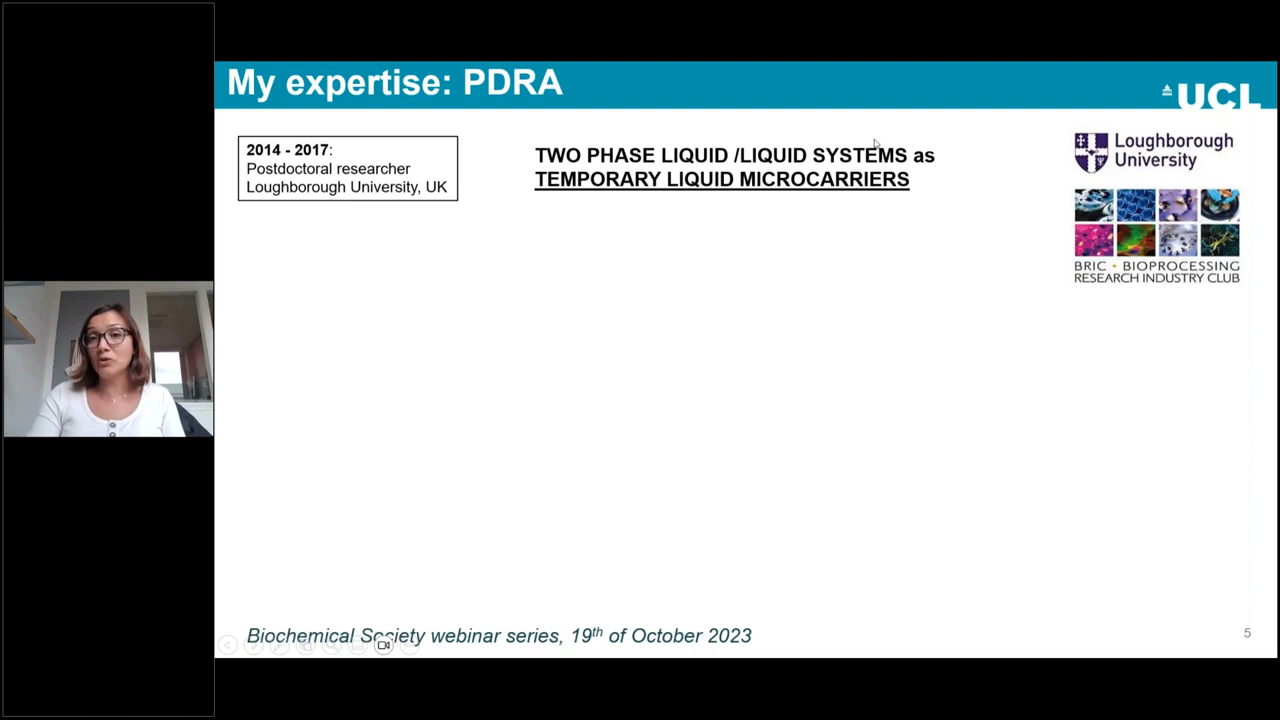 My expertise: PDRA
UCL
2014 - 2017:
Postdoctoral researcher
Loughborough University, UK
TWO PHASE LIQUID /LIQUID SYSTEMS as
TEMPORARY LIQUID MICROCARRIERS
Loughborough
University
BRIC • BIOPROCESSING
RESEARCH INDUSTRY CLUB
Biochemical Society webinar series, 19th of October 2023
5